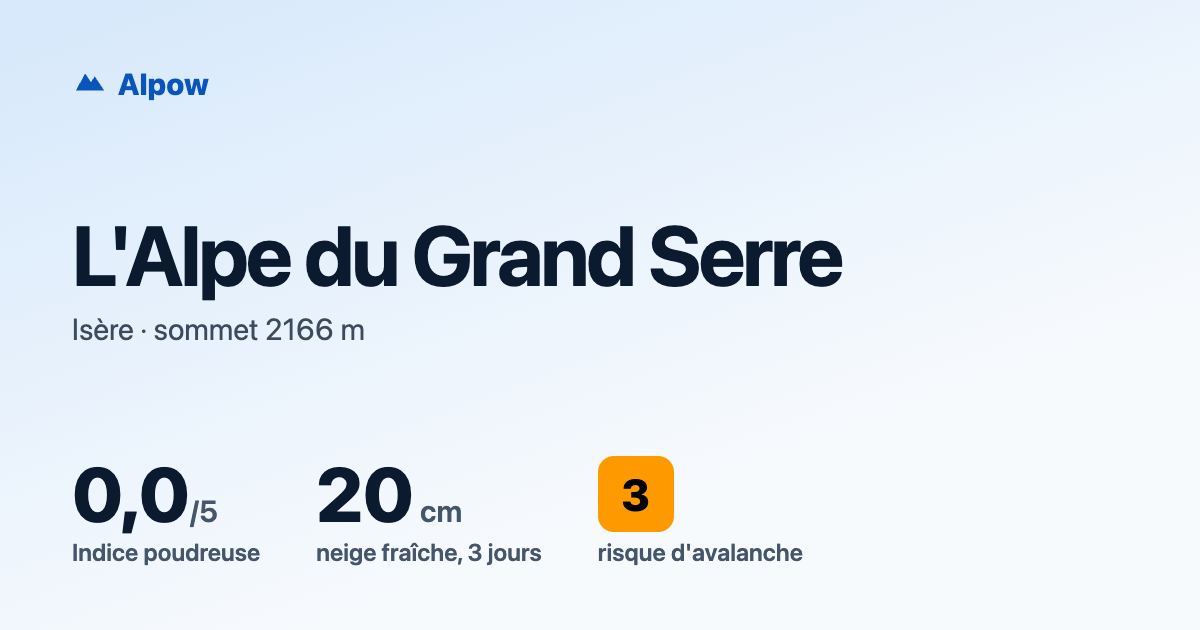 Alpow
L'Alpe du Grand Serre
Isère · sommet 2166 m
0,0/5
Indice poudreuse
20 cm
neige fraîche, 3 jours
3
risque d'avalanche